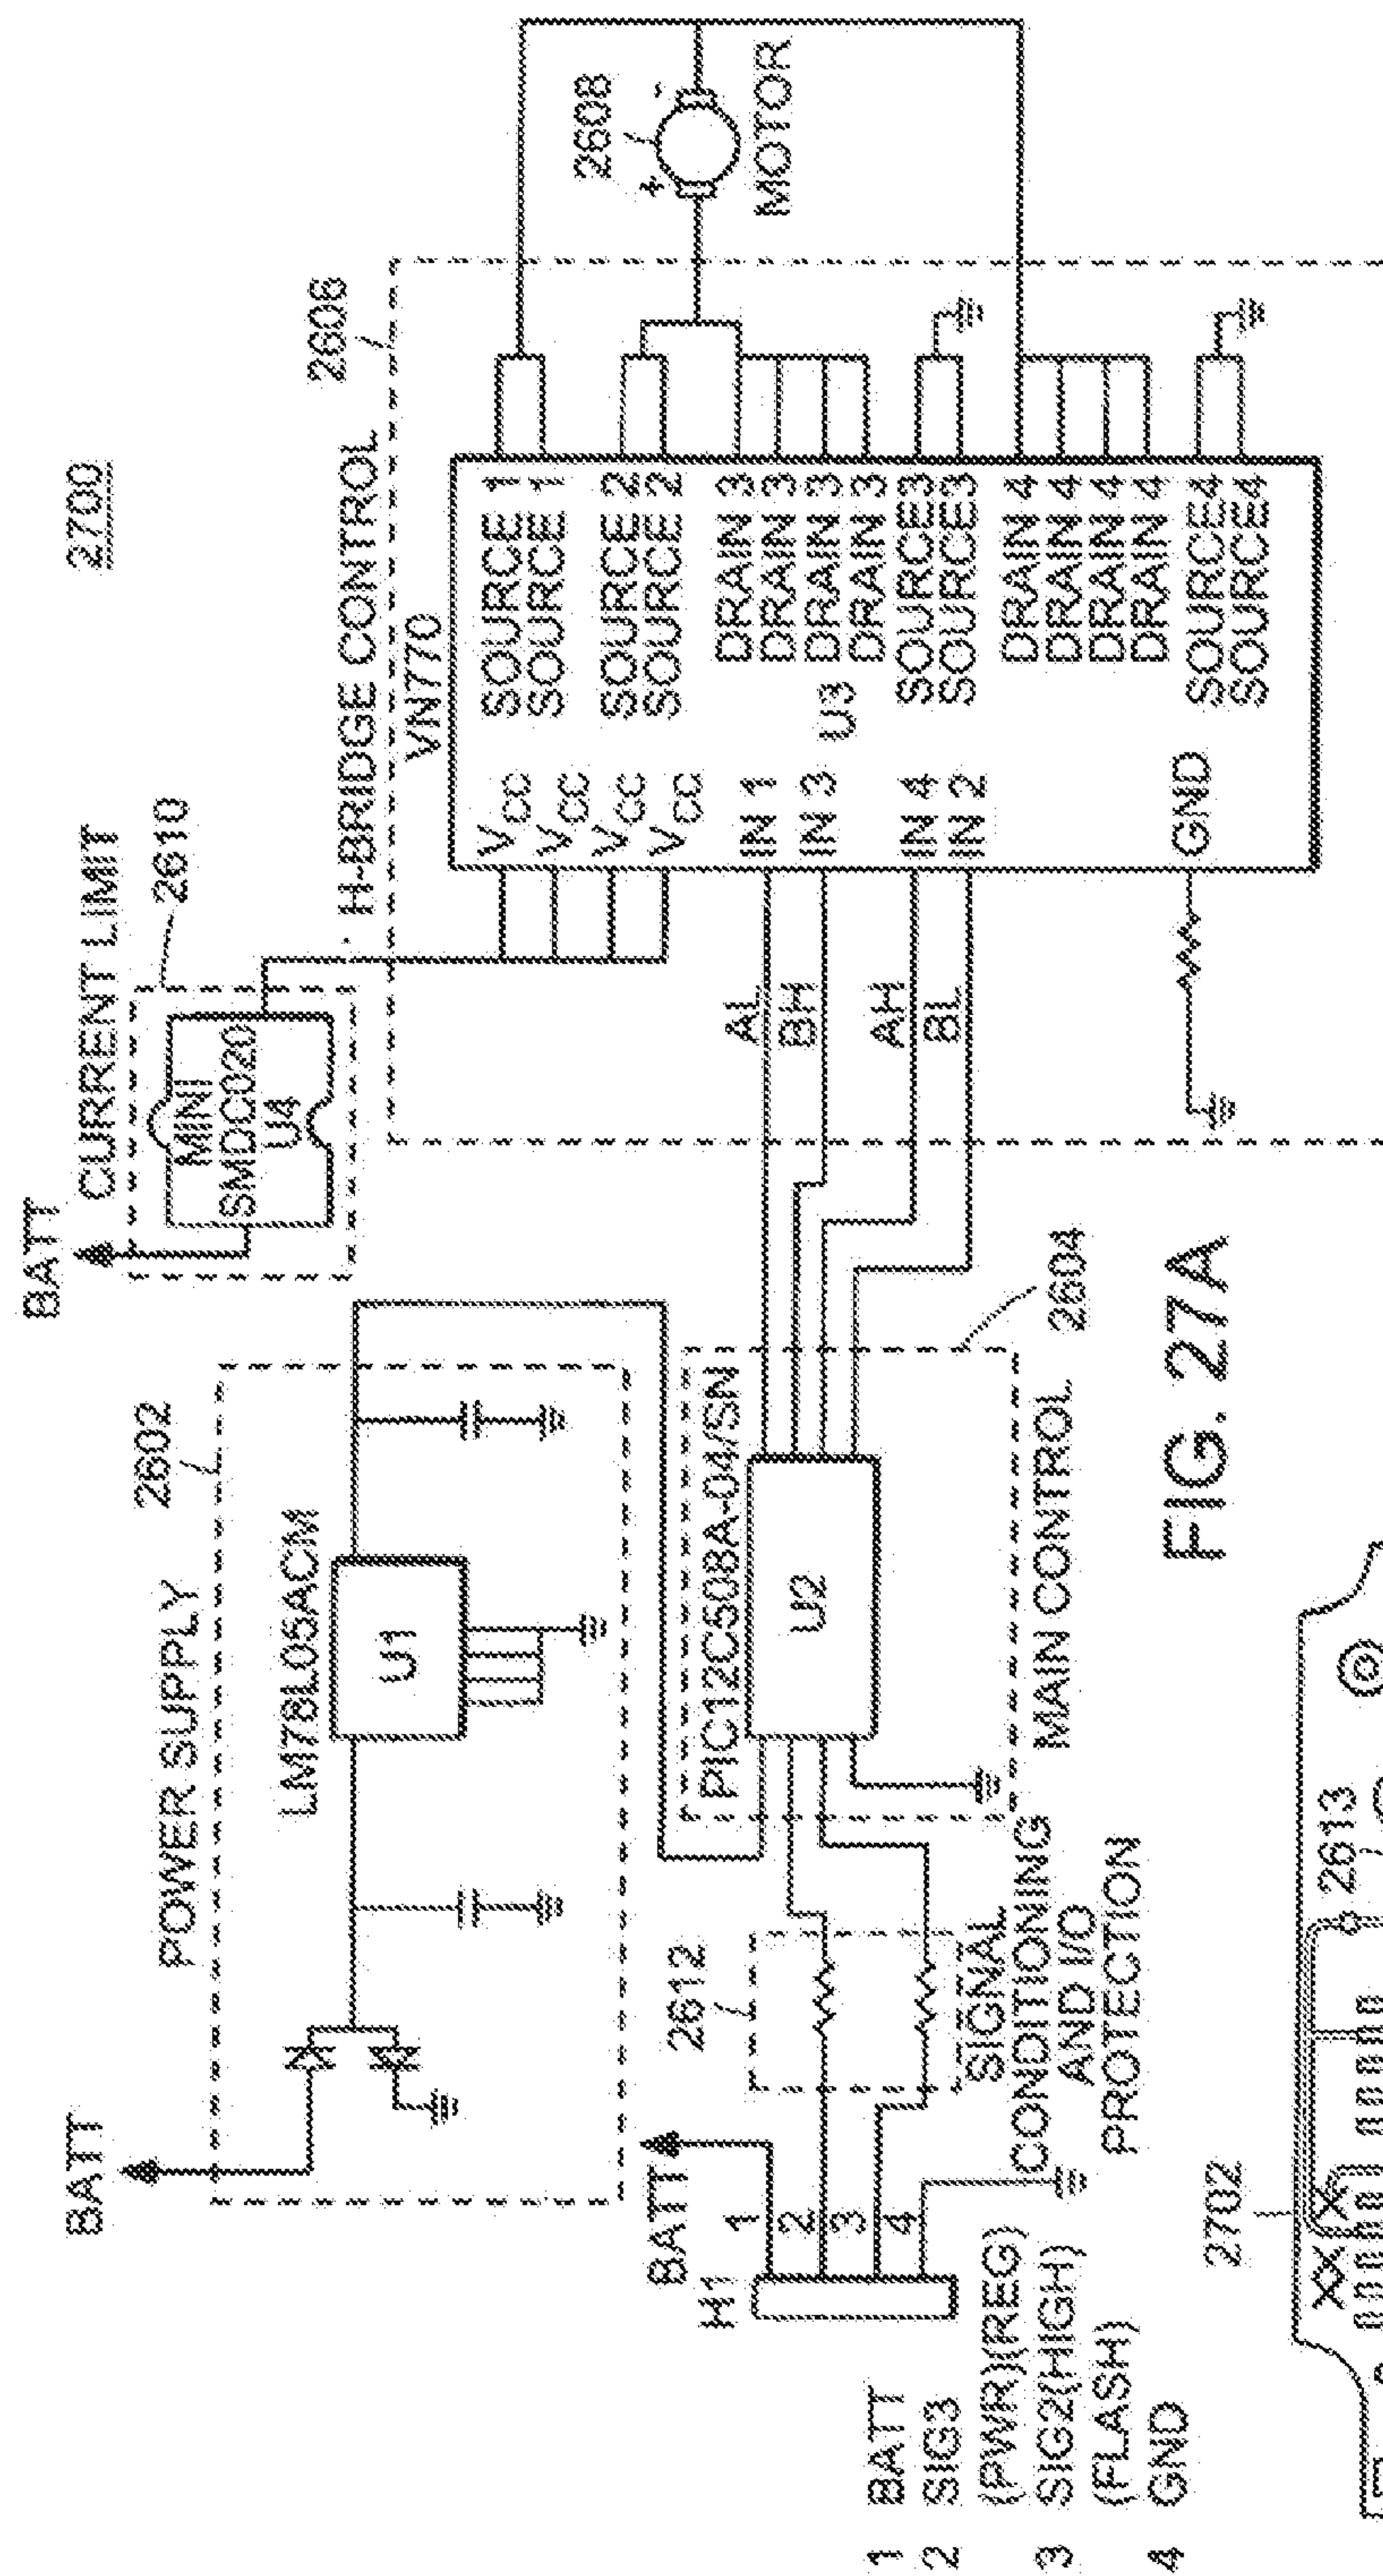 2700
BATT
CURRENT LIMIT
2610
MINI
SMDC020
U4
BATT
POWER SUPPLY
2602
LM78L05ACM
U1
H-BRIDGE CONTROL
2606
VN770
VCC
VCC
VCC
VCC
IN 1
IN 3
IN 4
IN 2
GND
U3
SOURCE 1
SOURCE 1
SOURCE 2
SOURCE 2
DRAIN 3
DRAIN 3
DRAIN 3
DRAIN 3
SOURCE3
SOURCE3
DRAIN 4
DRAIN 4
DRAIN 4
DRAIN 4
SOURCE4
SOURCE4
2608
+
-
MOTOR
AL
BH
AH
BL
PIC12C508A-04/SN
U2
2604
MAIN CONTROL
2612
SIGNAL
CONDITIONING
AND I/O
PROTECTION
BATT
H1
1
2
3
4
1 BATT
2 SIG3
(PWR)(REG)
3 SIG2(HIGH)
(FLASH)
4 GND
FIG. 27A
2702
2613